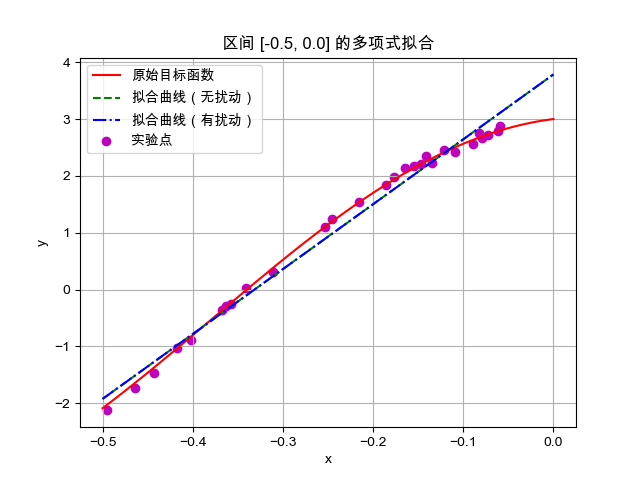 区间 [-0.5, 0.0] 的多项式拟合
4
3
2
1
0
−1
−2
y
原始目标函数
拟合曲线（无扰动）
拟合曲线（有扰动）
实验点
−0.5 −0.4 −0.3 −0.2 −0.1 0.0
x